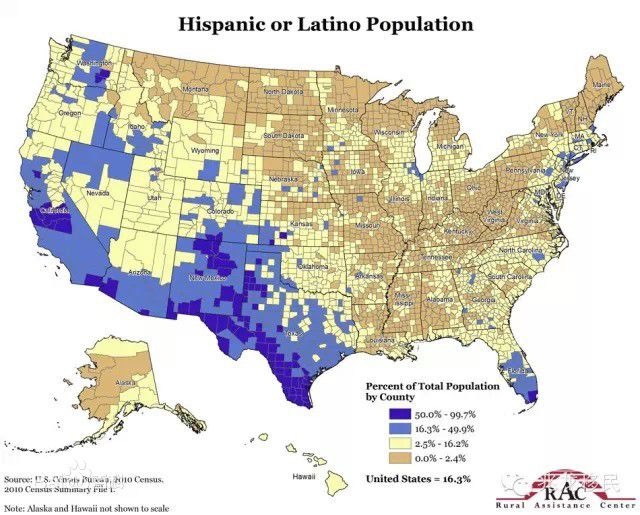 Hispanic or Latino Population
Washington
Oregon
Idaho
Montana
North Dakota
Minnesota
Wisconsin
Michigan
Maine
VT
NH
New York
MA
CT
RI
South Dakota
Wyoming
Nebraska
Iowa
Illinois
Indiana
Ohio
Pennsylvania
New Jersey
MD
DE
Nevada
Utah
Colorado
Kansas
Missouri
Kentucky
West Virginia
Virginia
California
Arizona
New Mexico
Oklahoma
Arkansas
Tennessee
North Carolina
South Carolina
Texas
Louisiana
Missi
ssippi
Alabama
Georgia
Florida
Alaska
Hawaii
Percent of Total Population
by County
50.0% - 99.7%
16.3% - 49.9%
2.5% - 16.2%
0.0% - 2.4%
United States = 16.3%
Source: U.S. Census Bureau, 2010 Census.
2010 Census Summary File 1.
Note: Alaska and Hawaii not shown to scale
RAC
Rural Assistance Center